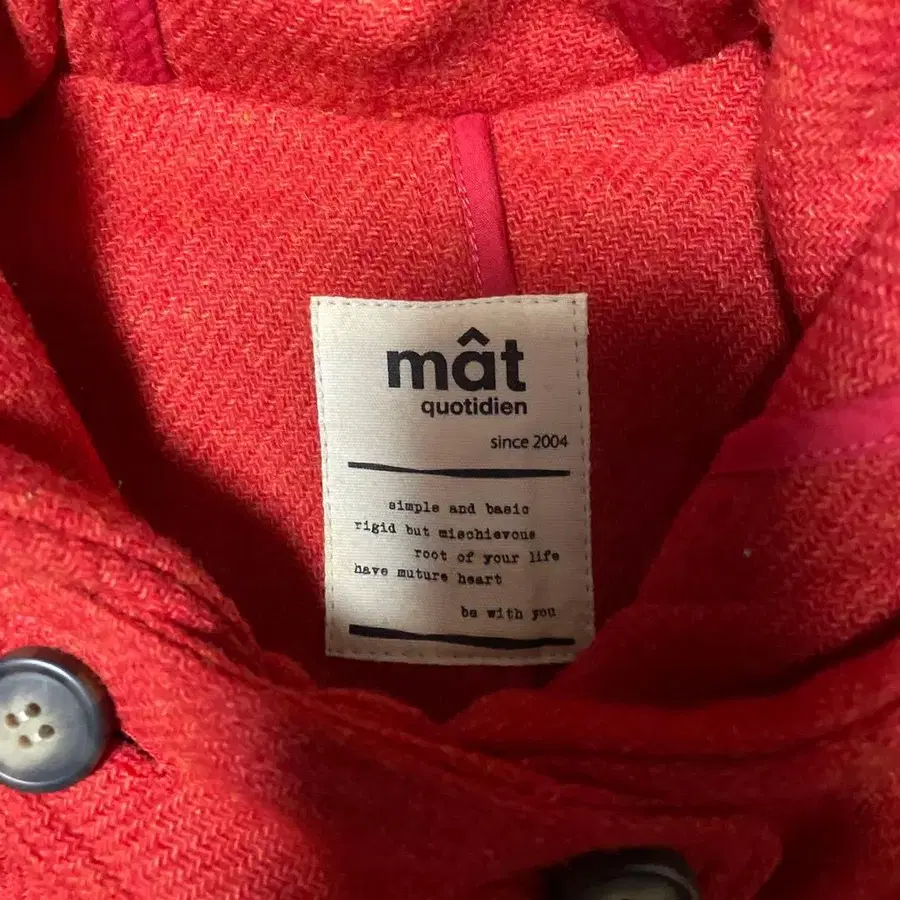 mât
quotidien
since 2004
simple and basic
rigid but mischievous
root of your life
have muture heart
be with you